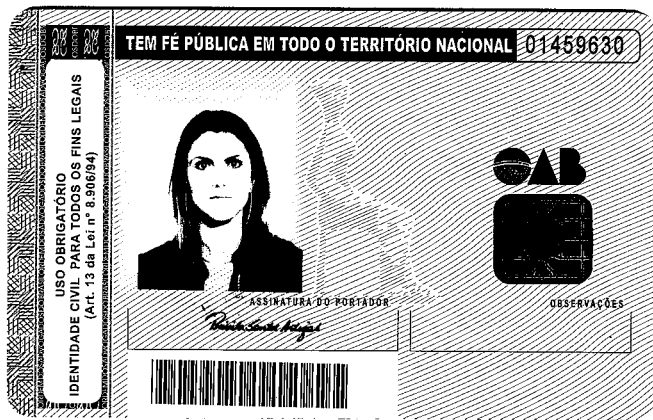 TEM FÉ PÚBLICA EM TODO O TERRITÓRIO NACIONAL 01459630
USO OBRIGATÓRIO
IDENTIDADE CIVIL PARA TODOS OS FINS LEGAIS
(Art. 13 da Lei nº 8.906/94)
OAB
ASSINATURA DO PORTADOR
OBSERVAÇÕES